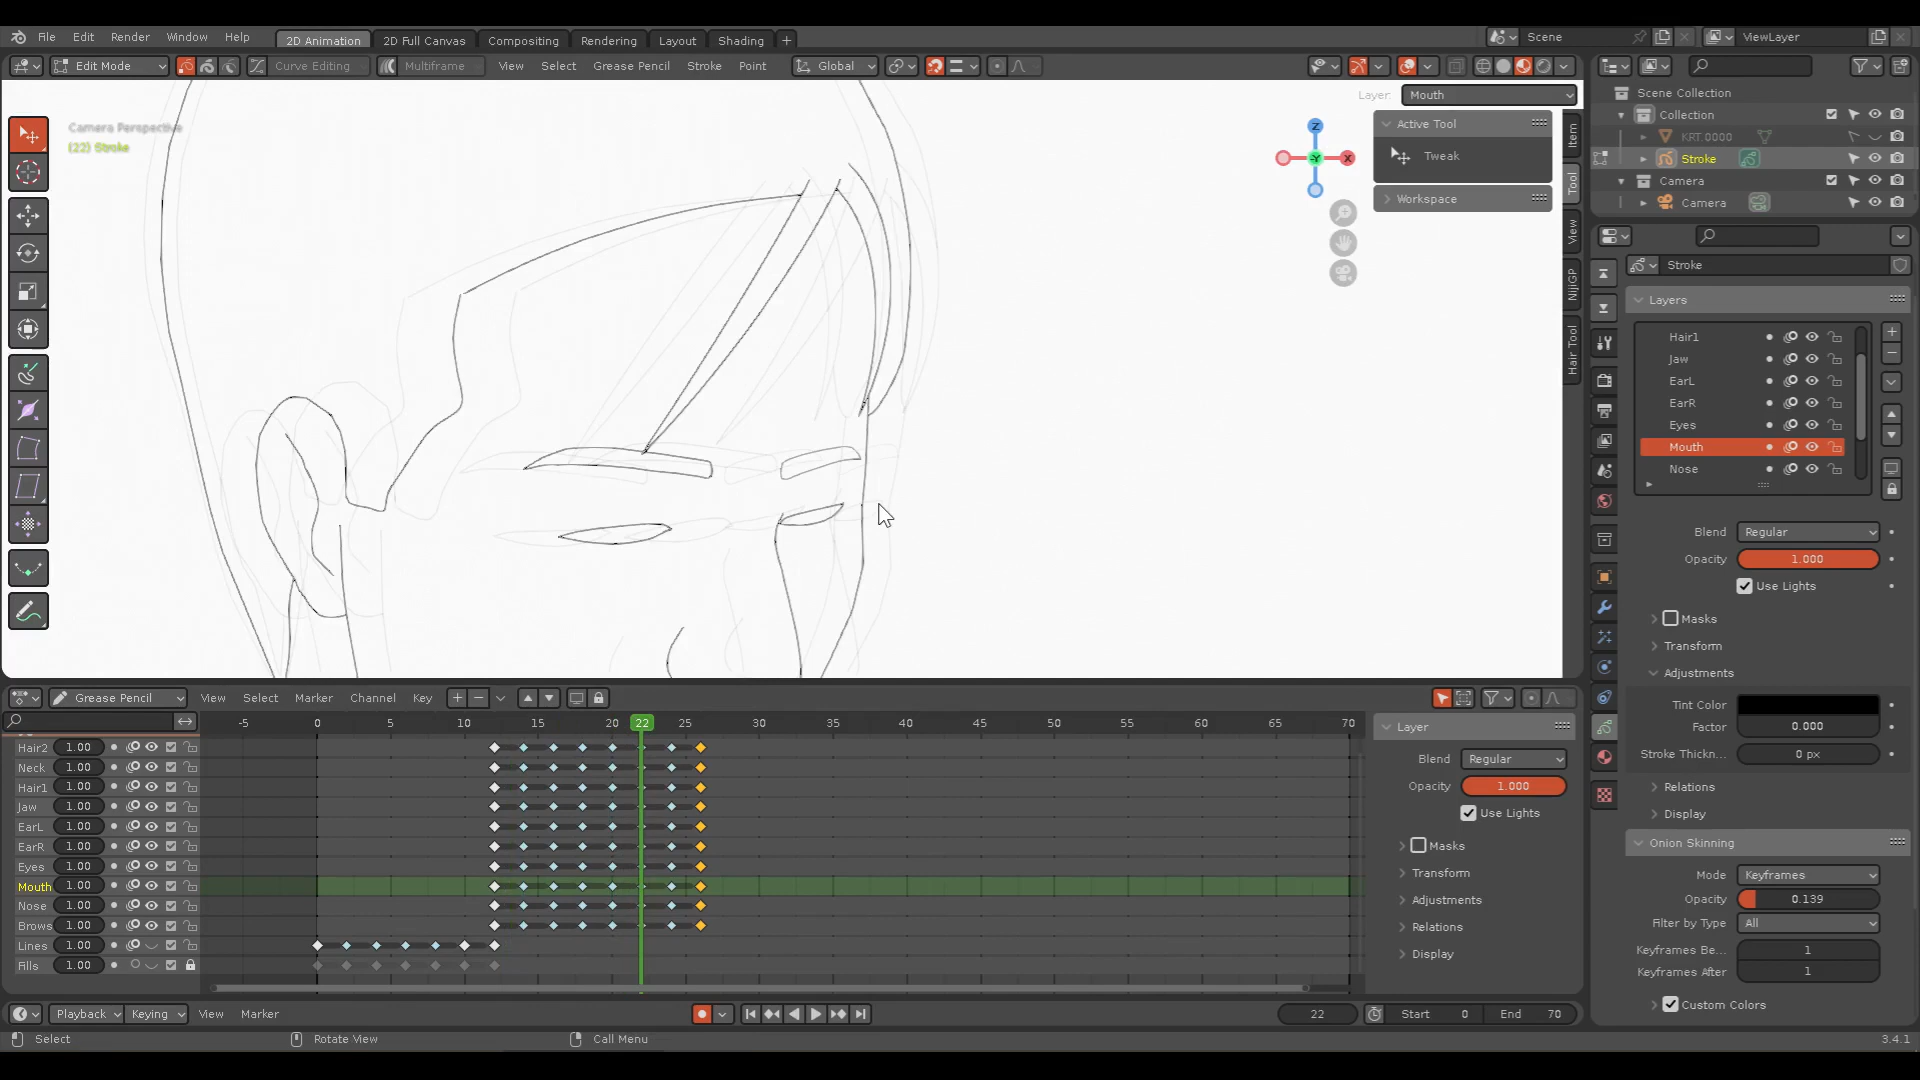 File Edit Render Window Help 2D Animation 2D Full Canvas Compositing Rendering Layout Shading + Scene ViewLayer
Edit Mode Curve Editing Multiframe View Select Grease Pencil Stroke Point Global
Layer: Mouth
Camera Perspective
(22) Stroke
Active Tool
Tweak
Workspace
Item
Tool
View
NijiGP
Hair Tool
Z
-Y
X
Scene Collection
Collection
KRT.0000
Stroke
Camera
Camera
Stroke
Layers
Hair1
Jaw
EarL
EarR
Eyes
Mouth
Nose
Blend Regular
Opacity 1.000
Use Lights
Masks
Transform
Adjustments
Tint Color
Factor 0.000
Stroke Thickn... 0 px
Relations
Display
Onion Skinning
Mode Keyframes
Opacity 0.139
Filter by Type All
Keyframes Be... 1
Keyframes After 1
Custom Colors
Grease Pencil View Select Marker Channel Key
-5 0 5 10 15 20 22 25 30 35 40 45 50 55 60 65 70
Hair2 1.00
Neck 1.00
Hair1 1.00
Jaw 1.00
EarL 1.00
EarR 1.00
Eyes 1.00
Mouth 1.00
Nose 1.00
Brows 1.00
Lines 1.00
Fills 1.00
Layer
Blend Regular
Opacity 1.000
Use Lights
Masks
Transform
Adjustments
Relations
Display
Playback Keying View Marker 22 Start 0 End 70
Select Rotate View Call Menu 3.4.1